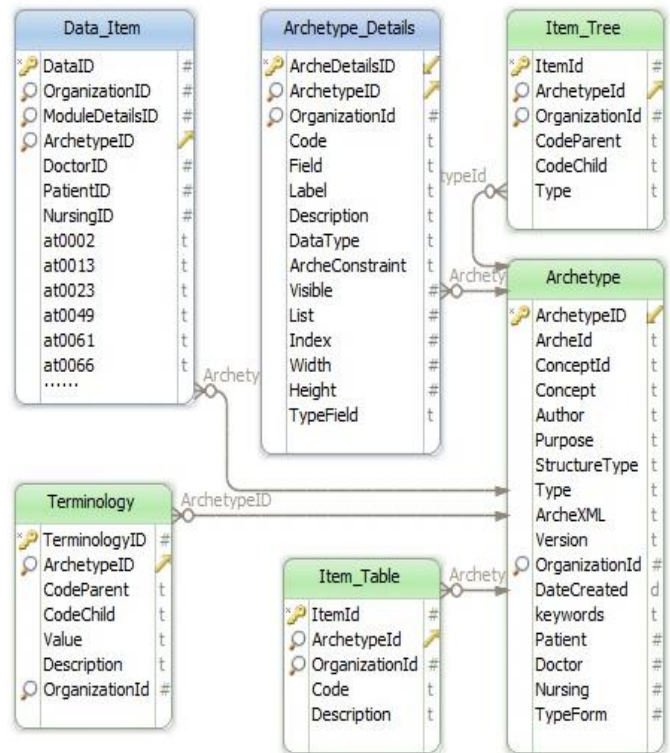 Data_Item
DataID #
OrganizationID #
ModuleDetailsID #
ArchetypeID
DoctorID #
PatientID #
NursingID #
at0002 t
at0013 t
at0023 t
at0049 t
at0061 t
at0066 t
......
Archetype_Details
ArcheDetailsID
ArchetypeID
OrganizationId #
Code t
Field t
Label t
Description t
DataType t
ArcheConstraint t
Visible #
List #
Index #
Width #
Height #
TypeField t
Item_Tree
ItemId #
ArchetypeId
OrganizationId #
CodeParent t
CodeChild t
Type t
typeId
Archety
Archety
Archetype
ArchetypeID
ArcheId t
ConceptId t
Concept t
Author t
Purpose t
StructureType t
Type t
ArcheXML t
Version t
OrganizationId #
DateCreated d
keywords t
Patient #
Doctor #
Nursing #
TypeForm #
Terminology
TerminologyID #
ArchetypeID
CodeParent t
CodeChild t
Value t
Description t
OrganizationId #
ArchetypeID
Item_Table
ItemId #
ArchetypeId
OrganizationId #
Code t
Description t
Archety